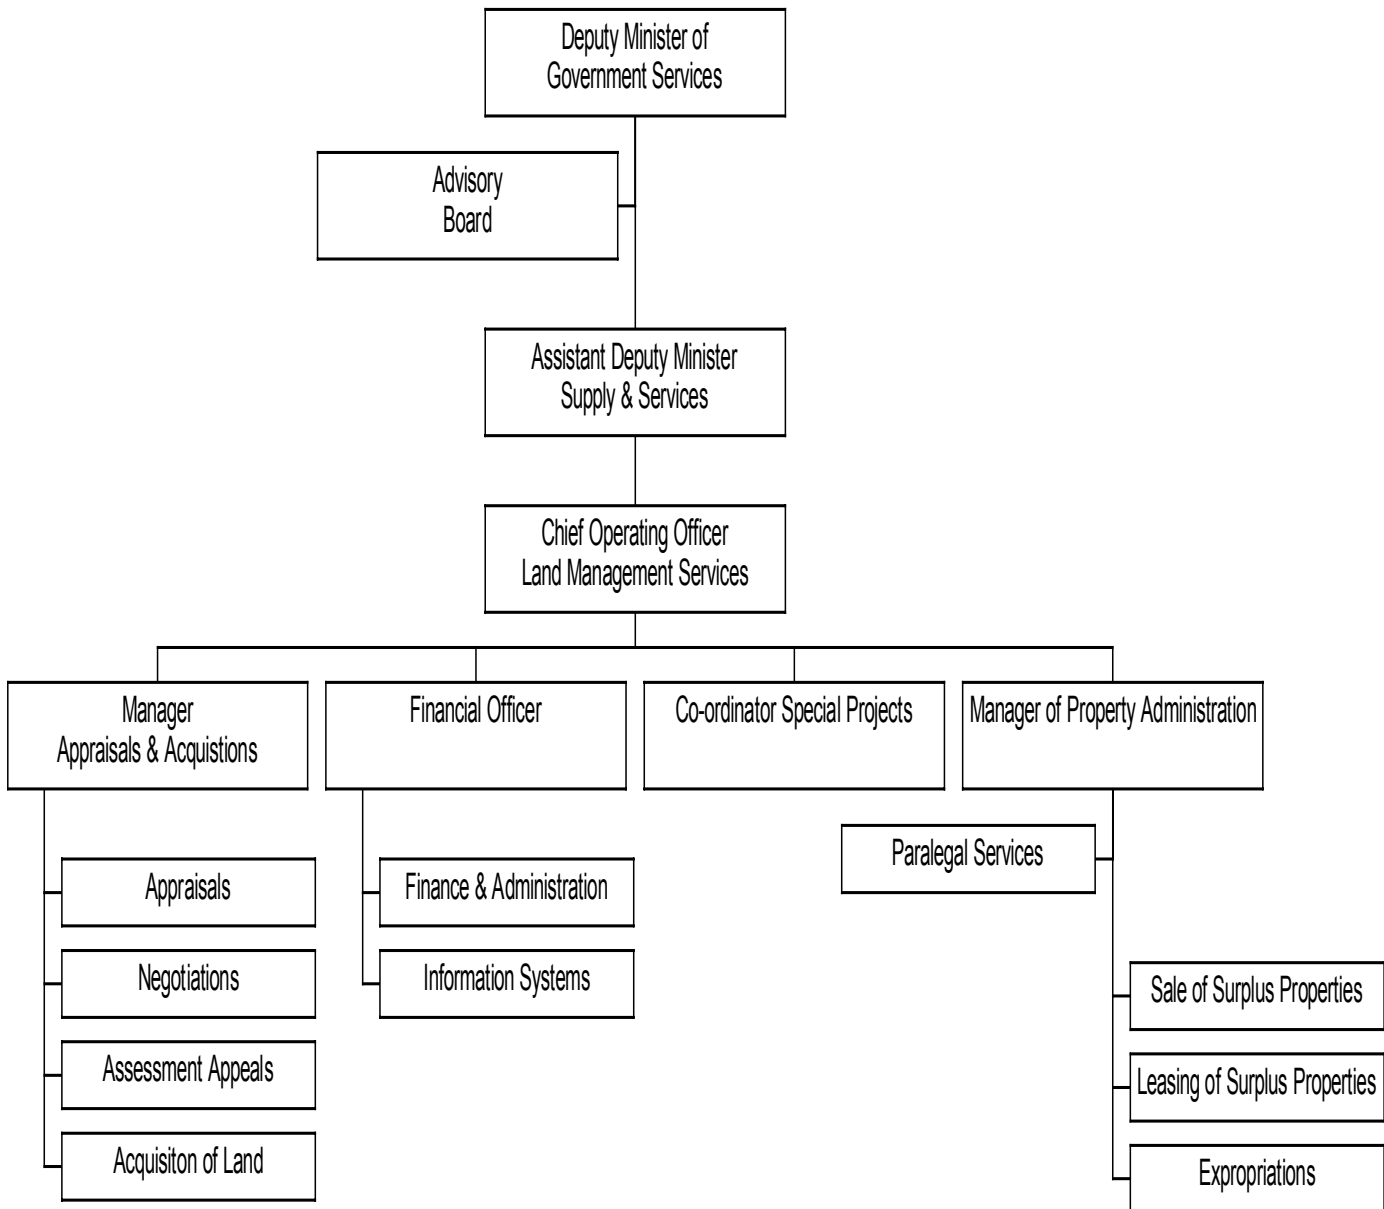 Deputy Minister of
Government Services
Advisory
Board
Assistant Deputy Minister
Supply & Services
Chief Operating Officer
Land Management Services
Manager
Appraisals & Acquistions
Financial Officer
Co-ordinator Special Projects
Manager of Property Administration
Paralegal Services
Appraisals
Finance & Administration
Negotiations
Information Systems
Sale of Surplus Properties
Assessment Appeals
Leasing of Surplus Properties
Acquisiton of Land
Expropriations